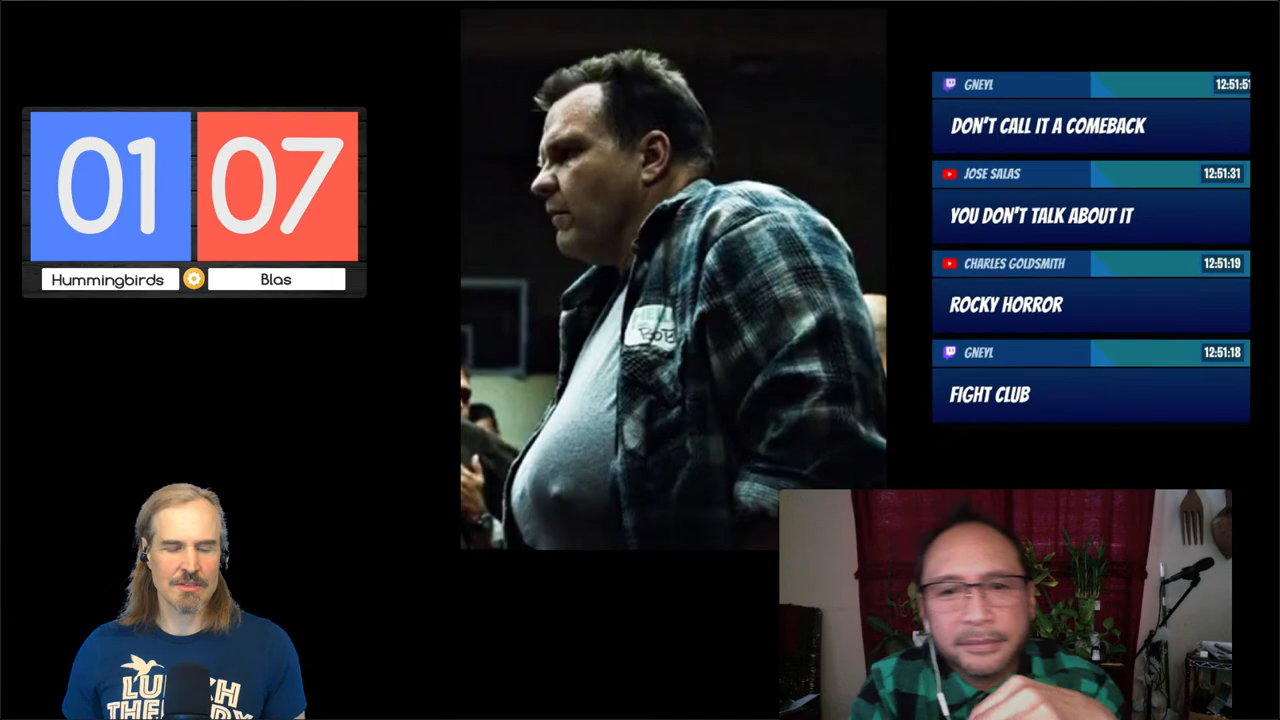 01 07
Hummingbirds Blas
BOB
GNEYL 12:51:51
DON'T CALL IT A COMEBACK
JOSE SALAS 12:51:31
YOU DON'T TALK ABOUT IT
CHARLES GOLDSMITH 12:51:19
ROCKY HORROR
GNEYL 12:51:18
FIGHT CLUB